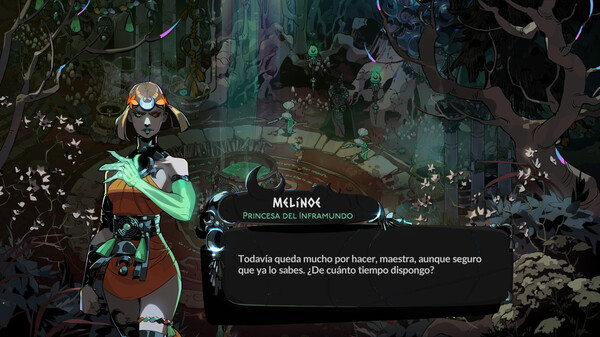 MELÍNOE
PRINCESA DEL INFRAMUNDO
Todavía queda mucho por hacer, maestra, aunque seguro
que ya lo sabes. ¿De cuánto tiempo dispongo?